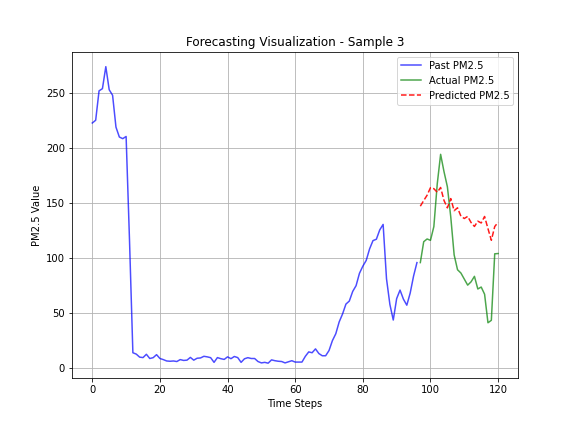 Forecasting Visualization - Sample 3
Past PM2.5
Actual PM2.5
Predicted PM2.5
PM2.5 Value
250
200
150
100
50
0
0 20 40 60 80 100 120
Time Steps